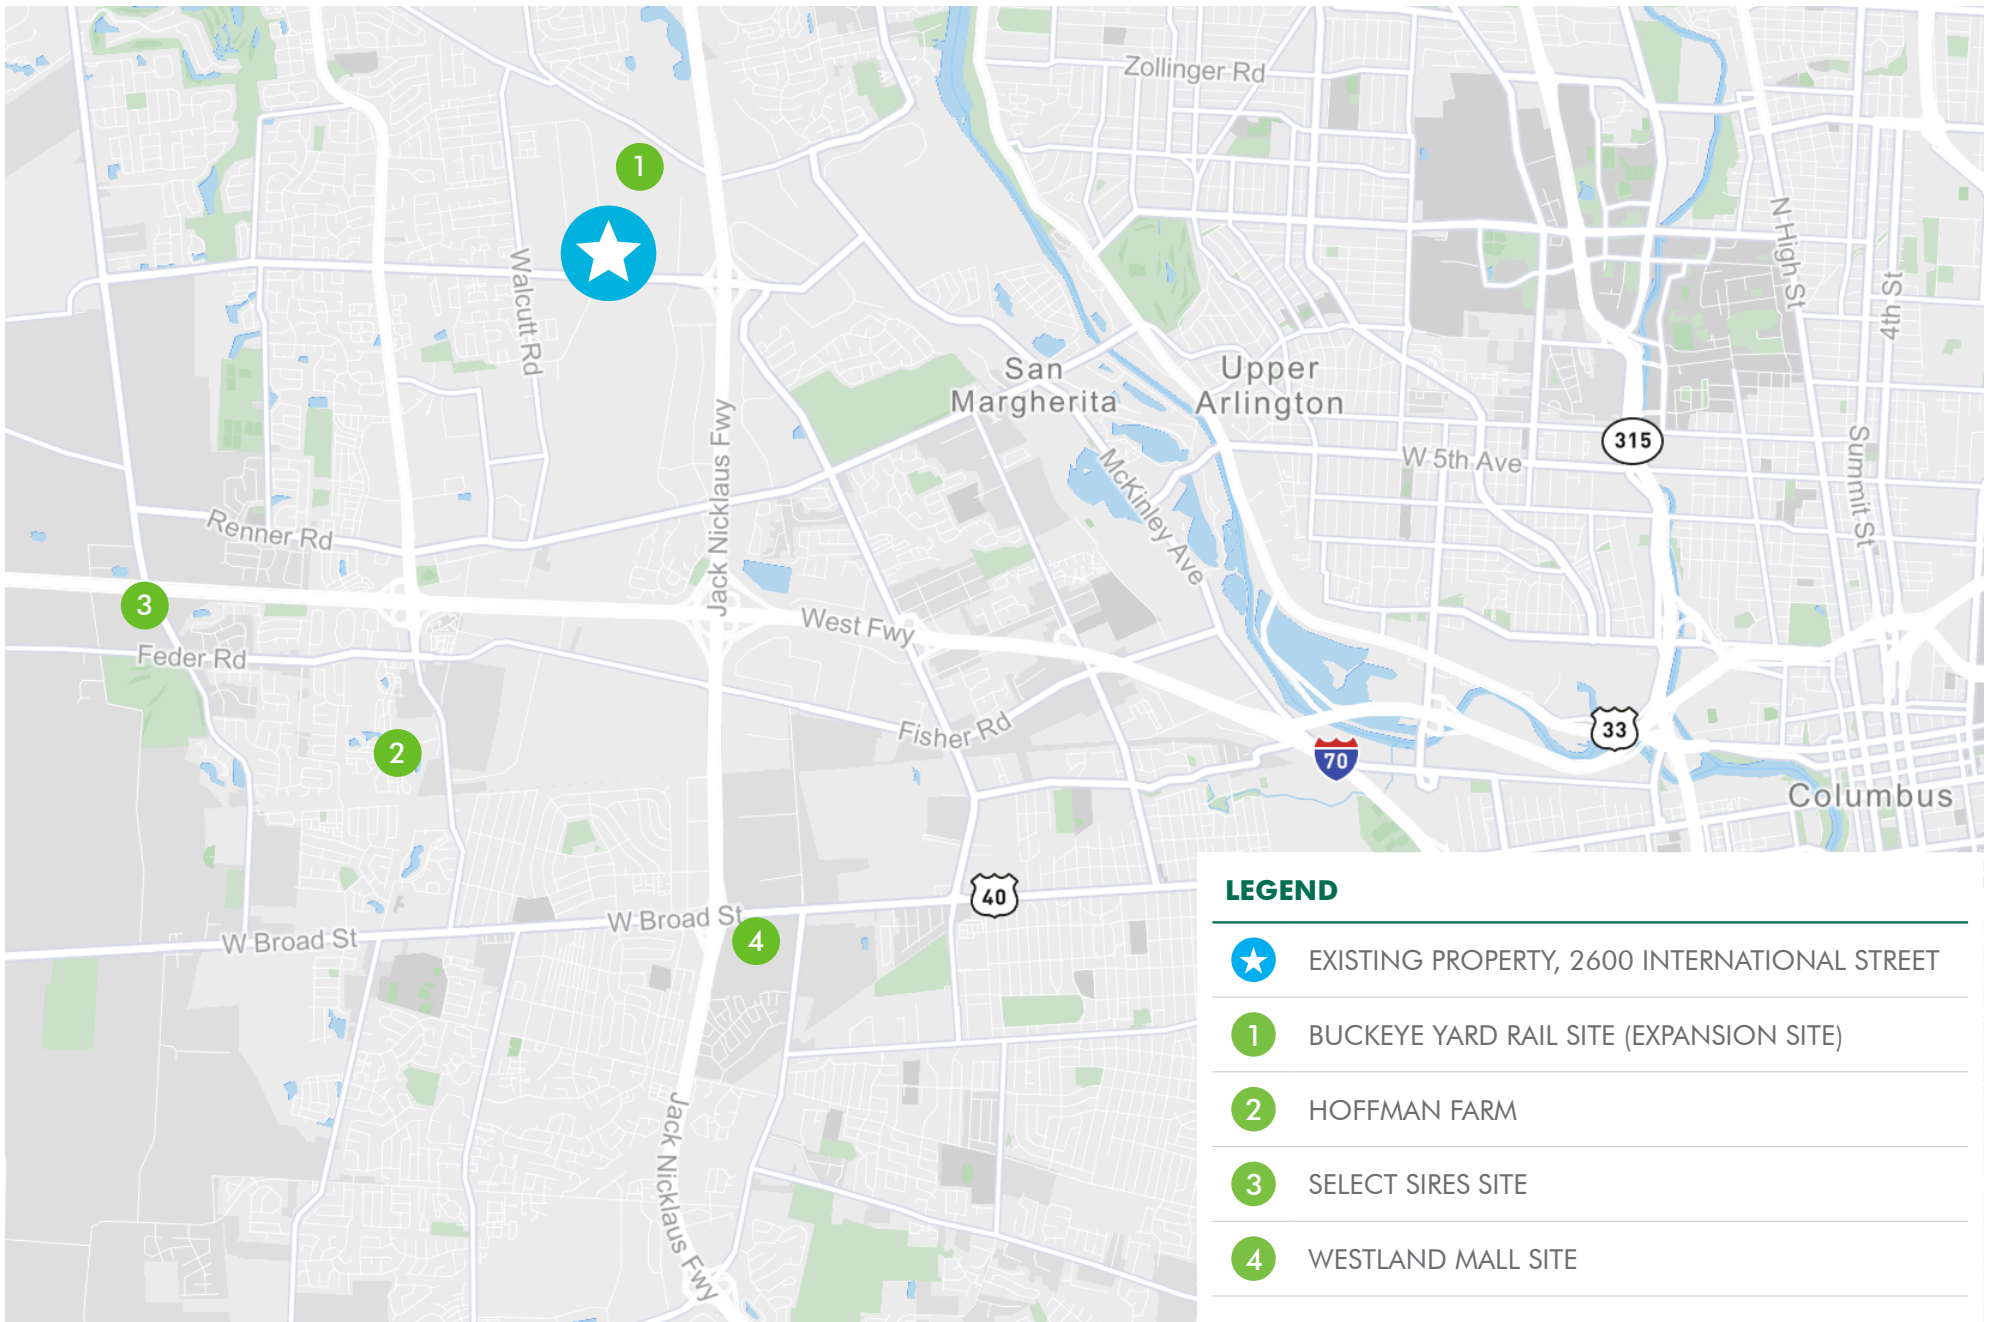 Zollinger Rd
1
N High St
Walcutt Rd
4th St
San
Margherita
Upper
Arlington
Jack Nicklaus Fwy
315
W 5th Ave
McKinley Ave
Summit St
Renner Rd
3
West Fwy
Feder Rd
Fisher Rd
33
2
70
Columbus
40
W Broad St
W Broad St
4
Jack Nicklaus Fwy
LEGEND
EXISTING PROPERTY, 2600 INTERNATIONAL STREET
1 BUCKEYE YARD RAIL SITE (EXPANSION SITE)
2 HOFFMAN FARM
3 SELECT SIRES SITE
4 WESTLAND MALL SITE